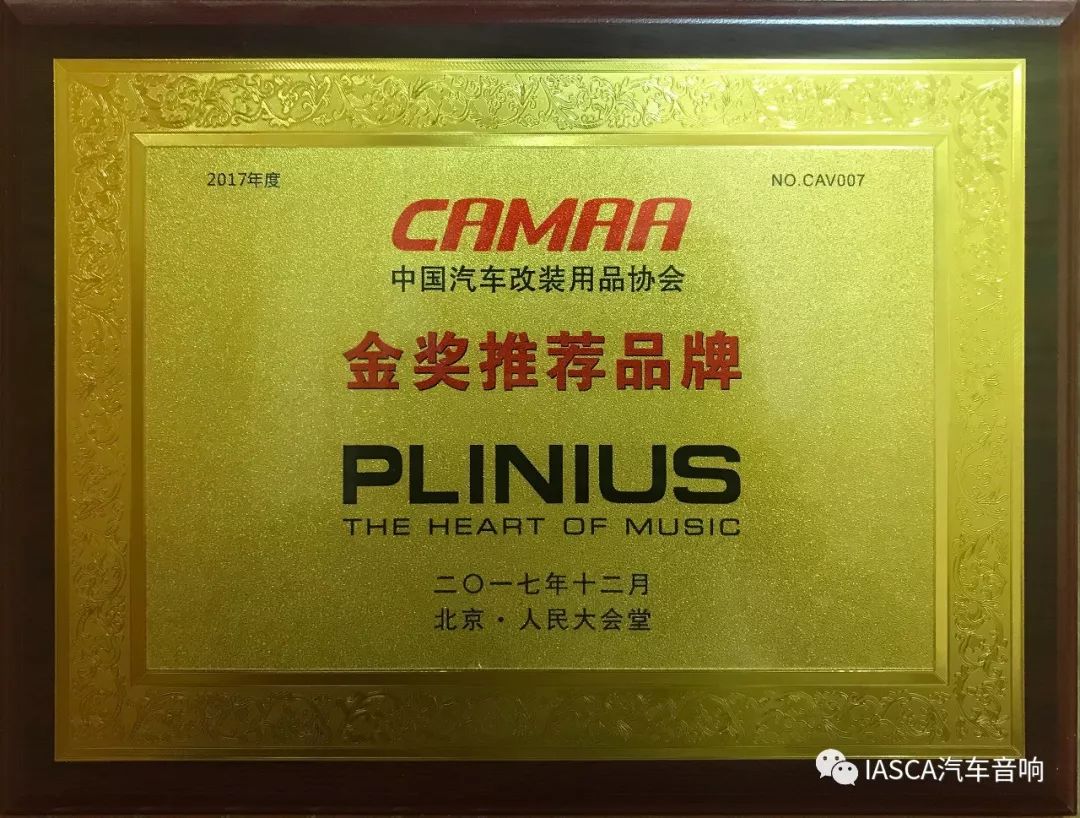 2017年度
NO.CAV007
CAMAA
中国汽车改装用品协会
金奖推荐品牌
PLINIUS
THE HEART OF MUSIC
二〇一七年十二月
北京·人民大会堂
IASCA汽车音响